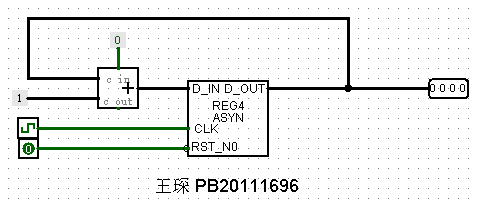 0
c in
+
1
c out
D_IN D_OUT
REG4
ASYN
CLK
RST_N0
0
0000
王琛 PB20111696